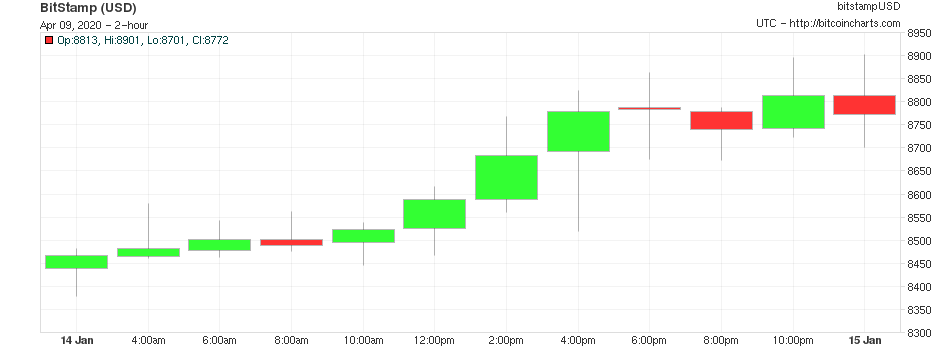 BitStamp (USD)
bitstampUSD
Apr 09, 2020 - 2-hour
UTC - http://bitcoincharts.com
Op:8813, Hi:8901, Lo:8701, Cl:8772
8950
8900
8850
8800
8750
8700
8650
8600
8550
8500
8450
8400
8350
8300
14 Jan 4:00am 6:00am 8:00am 10:00am 12:00pm 2:00pm 4:00pm 6:00pm 8:00pm 10:00pm 15 Jan